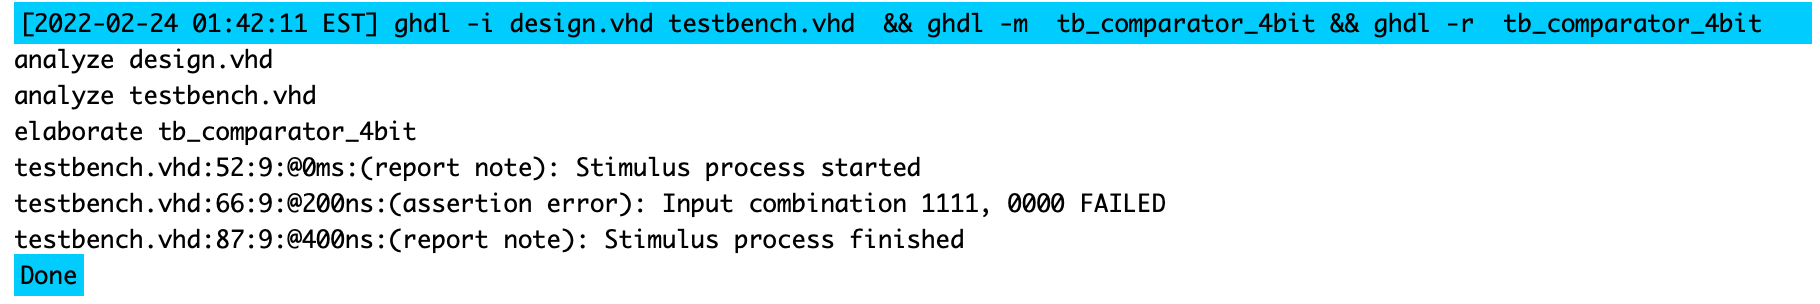 [2022-02-24 01:42:11 EST] ghdl -i design.vhd testbench.vhd  && ghdl -m  tb_comparator_4bit && ghdl -r  tb_comparator_4bit
analyze design.vhd
analyze testbench.vhd
elaborate tb_comparator_4bit
testbench.vhd:52:9:@0ms:(report note): Stimulus process started
testbench.vhd:66:9:@200ns:(assertion error): Input combination 1111, 0000 FAILED
testbench.vhd:87:9:@400ns:(report note): Stimulus process finished
Done